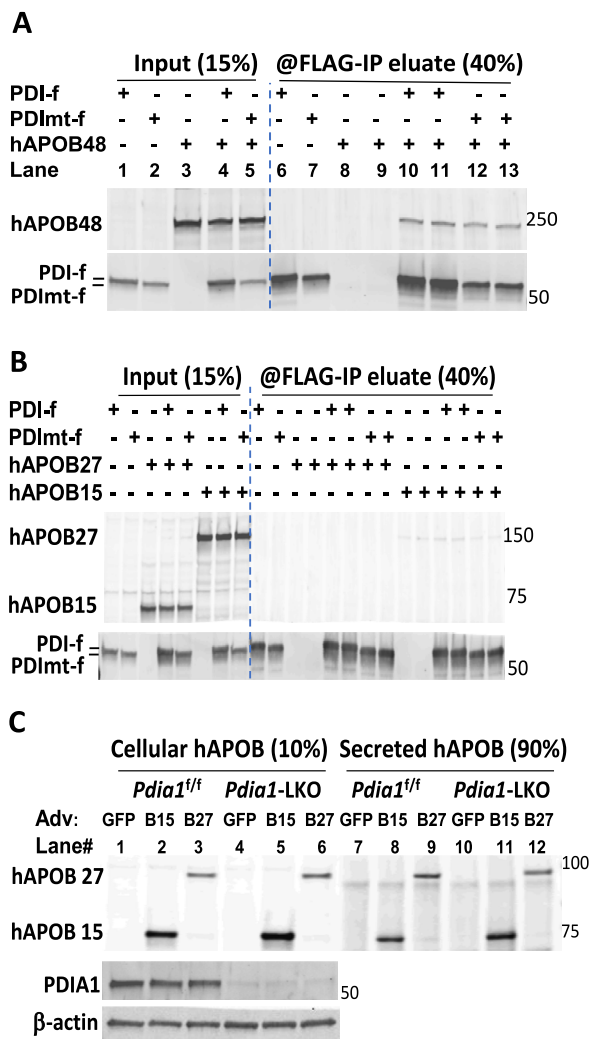 A
Input (15%) @FLAG-IP eluate (40%)
PDI-f + - - + - + - - - + + - -
PDImt-f - + - - + - + - - - - + +
hAPOB48 - - + + + - - + + + + + +
Lane 1 2 3 4 5 6 7 8 9 10 11 12 13
hAPOB48 250
PDI-f
PDImt-f
50
B
Input (15%) @FLAG-IP eluate (40%)
PDI-f + - - + - - + - + - - - + + - - - - + + - -
PDImt-f - + - - + - - + - + - - - - + + - - - - + +
hAPOB27 - - + + + - - - - - + + + + + + - - - - - -
hAPOB15 - - - - - + + + - - - - - - - - + + + + + +
hAPOB27 150
hAPOB15 75
PDI-f
PDImt-f
50
C
Cellular hAPOB (10%) Secreted hAPOB (90%)
Pdia1f/f Pdia1-LKO Pdia1f/f Pdia1-LKO
Adv: GFP B15 B27 GFP B15 B27 GFP B15 B27 GFP B15 B27
Lane# 1 2 3 4 5 6 7 8 9 10 11 12
hAPOB 27 100
hAPOB 15 75
PDIA1 50
β-actin